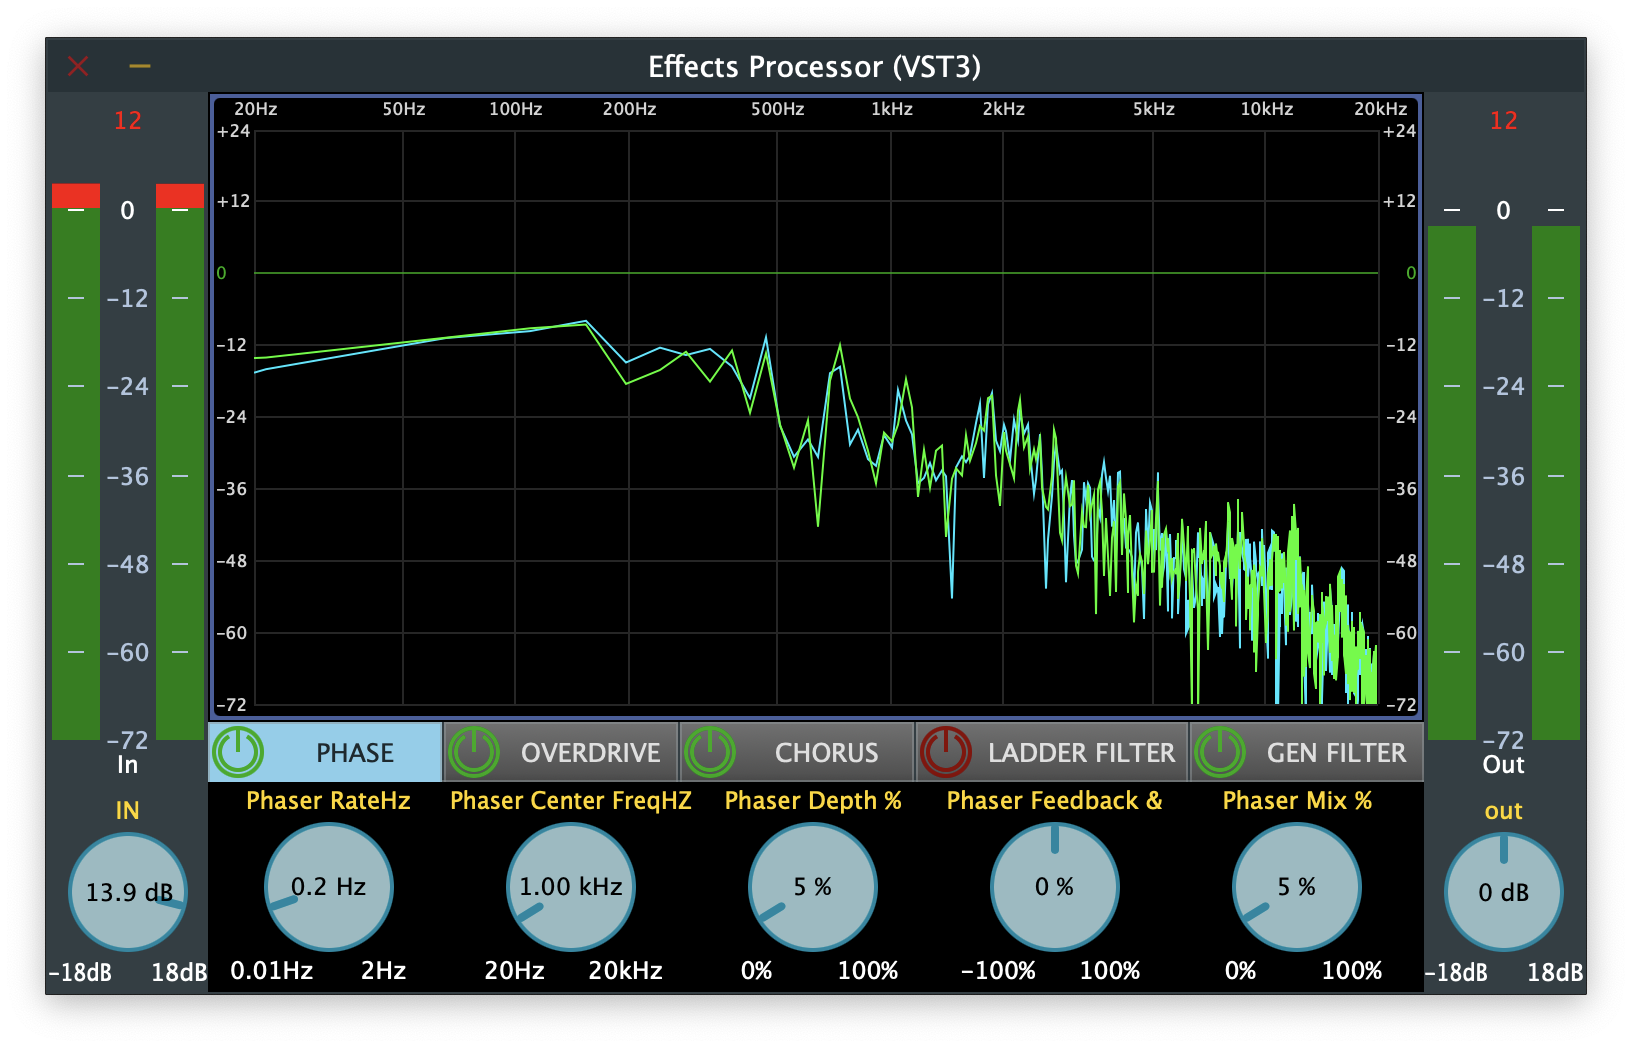 Effects Processor (VST3)
12
0
-12
-24
-36
-48
-60
-72
In
IN
13.9 dB
-18dB 18dB
20Hz 50Hz 100Hz 200Hz 500Hz 1kHz 2kHz 5kHz 10kHz 20kHz
+24 +24
+12 +12
0 0
-12 -12
-24 -24
-36 -36
-48 -48
-60 -60
-72 -72
PHASE OVERDRIVE CHORUS LADDER FILTER GEN FILTER
Phaser RateHz Phaser Center FreqHZ Phaser Depth % Phaser Feedback & Phaser Mix %
0.2 Hz 1.00 kHz 5 % 0 % 5 %
0.01Hz 2Hz 20Hz 20kHz 0% 100% -100% 100% 0% 100%
12
0
-12
-24
-36
-48
-60
-72
Out
out
0 dB
-18dB 18dB